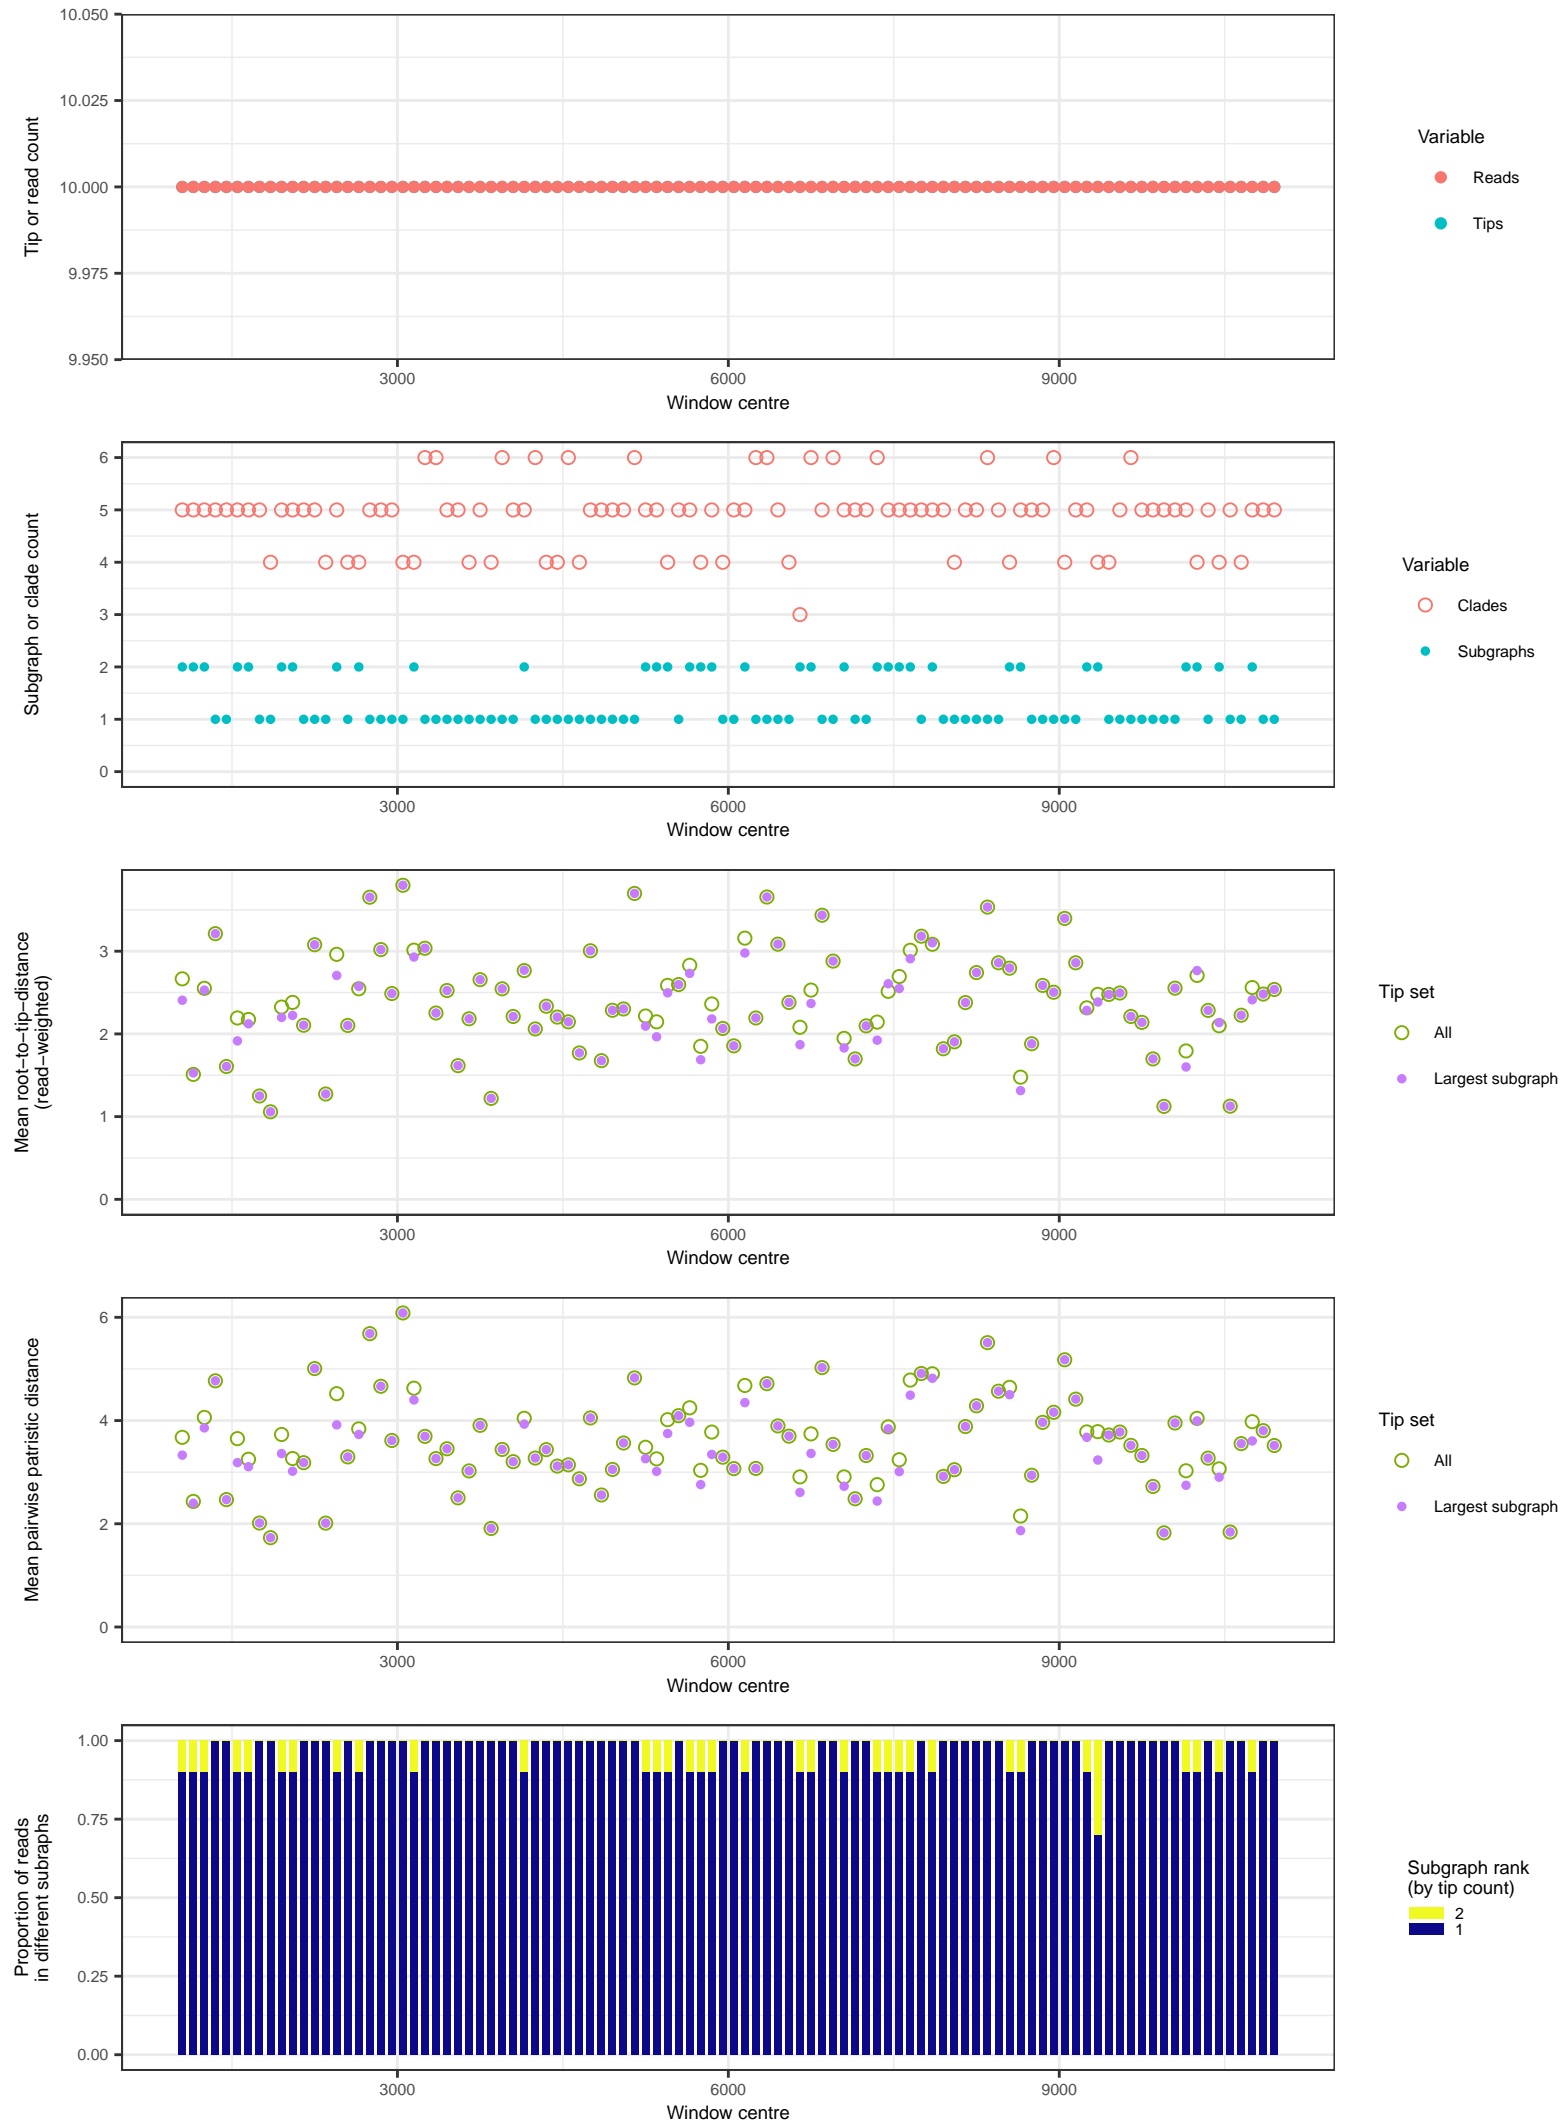 10.050
10.025
10.000
9.975
9.950
Tip or read count
3000
6000
9000
Window centre
Variable
Reads
Tips
6
5
4
3
2
1
0
Subgraph or clade count
3000
6000
9000
Window centre
Variable
Clades
Subgraphs
3
2
1
0
Mean root−to−tip−distance
(read−weighted)
3000
6000
9000
Window centre
Tip set
All
Largest subgraph
6
4
2
0
Mean pairwise patristic distance
3000
6000
9000
Window centre
Tip set
All
Largest subgraph
1.00
0.75
0.50
0.25
0.00
Proportion of reads
in different subraphs
3000
6000
9000
Window centre
Subgraph rank
(by tip count)
2
1